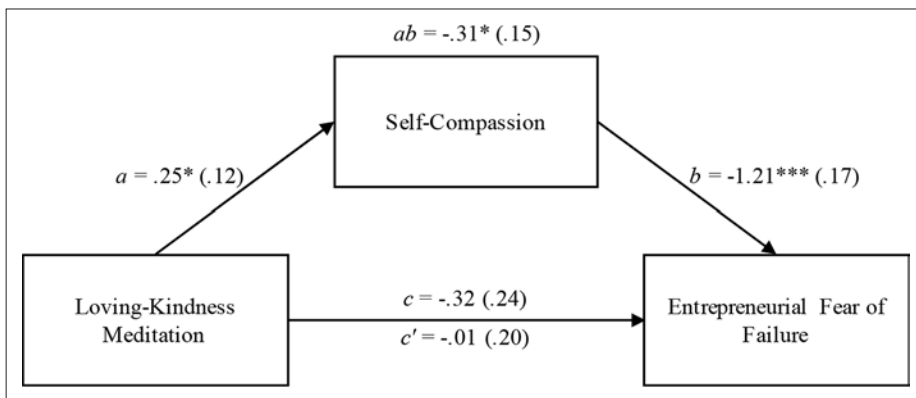 ab = -.31* (.15)
Self-Compassion
a = .25* (.12)
b = -1.21*** (.17)
Loving-Kindness
Meditation
c = -.32 (.24)
c′ = -.01 (.20)
Entrepreneurial Fear of
Failure